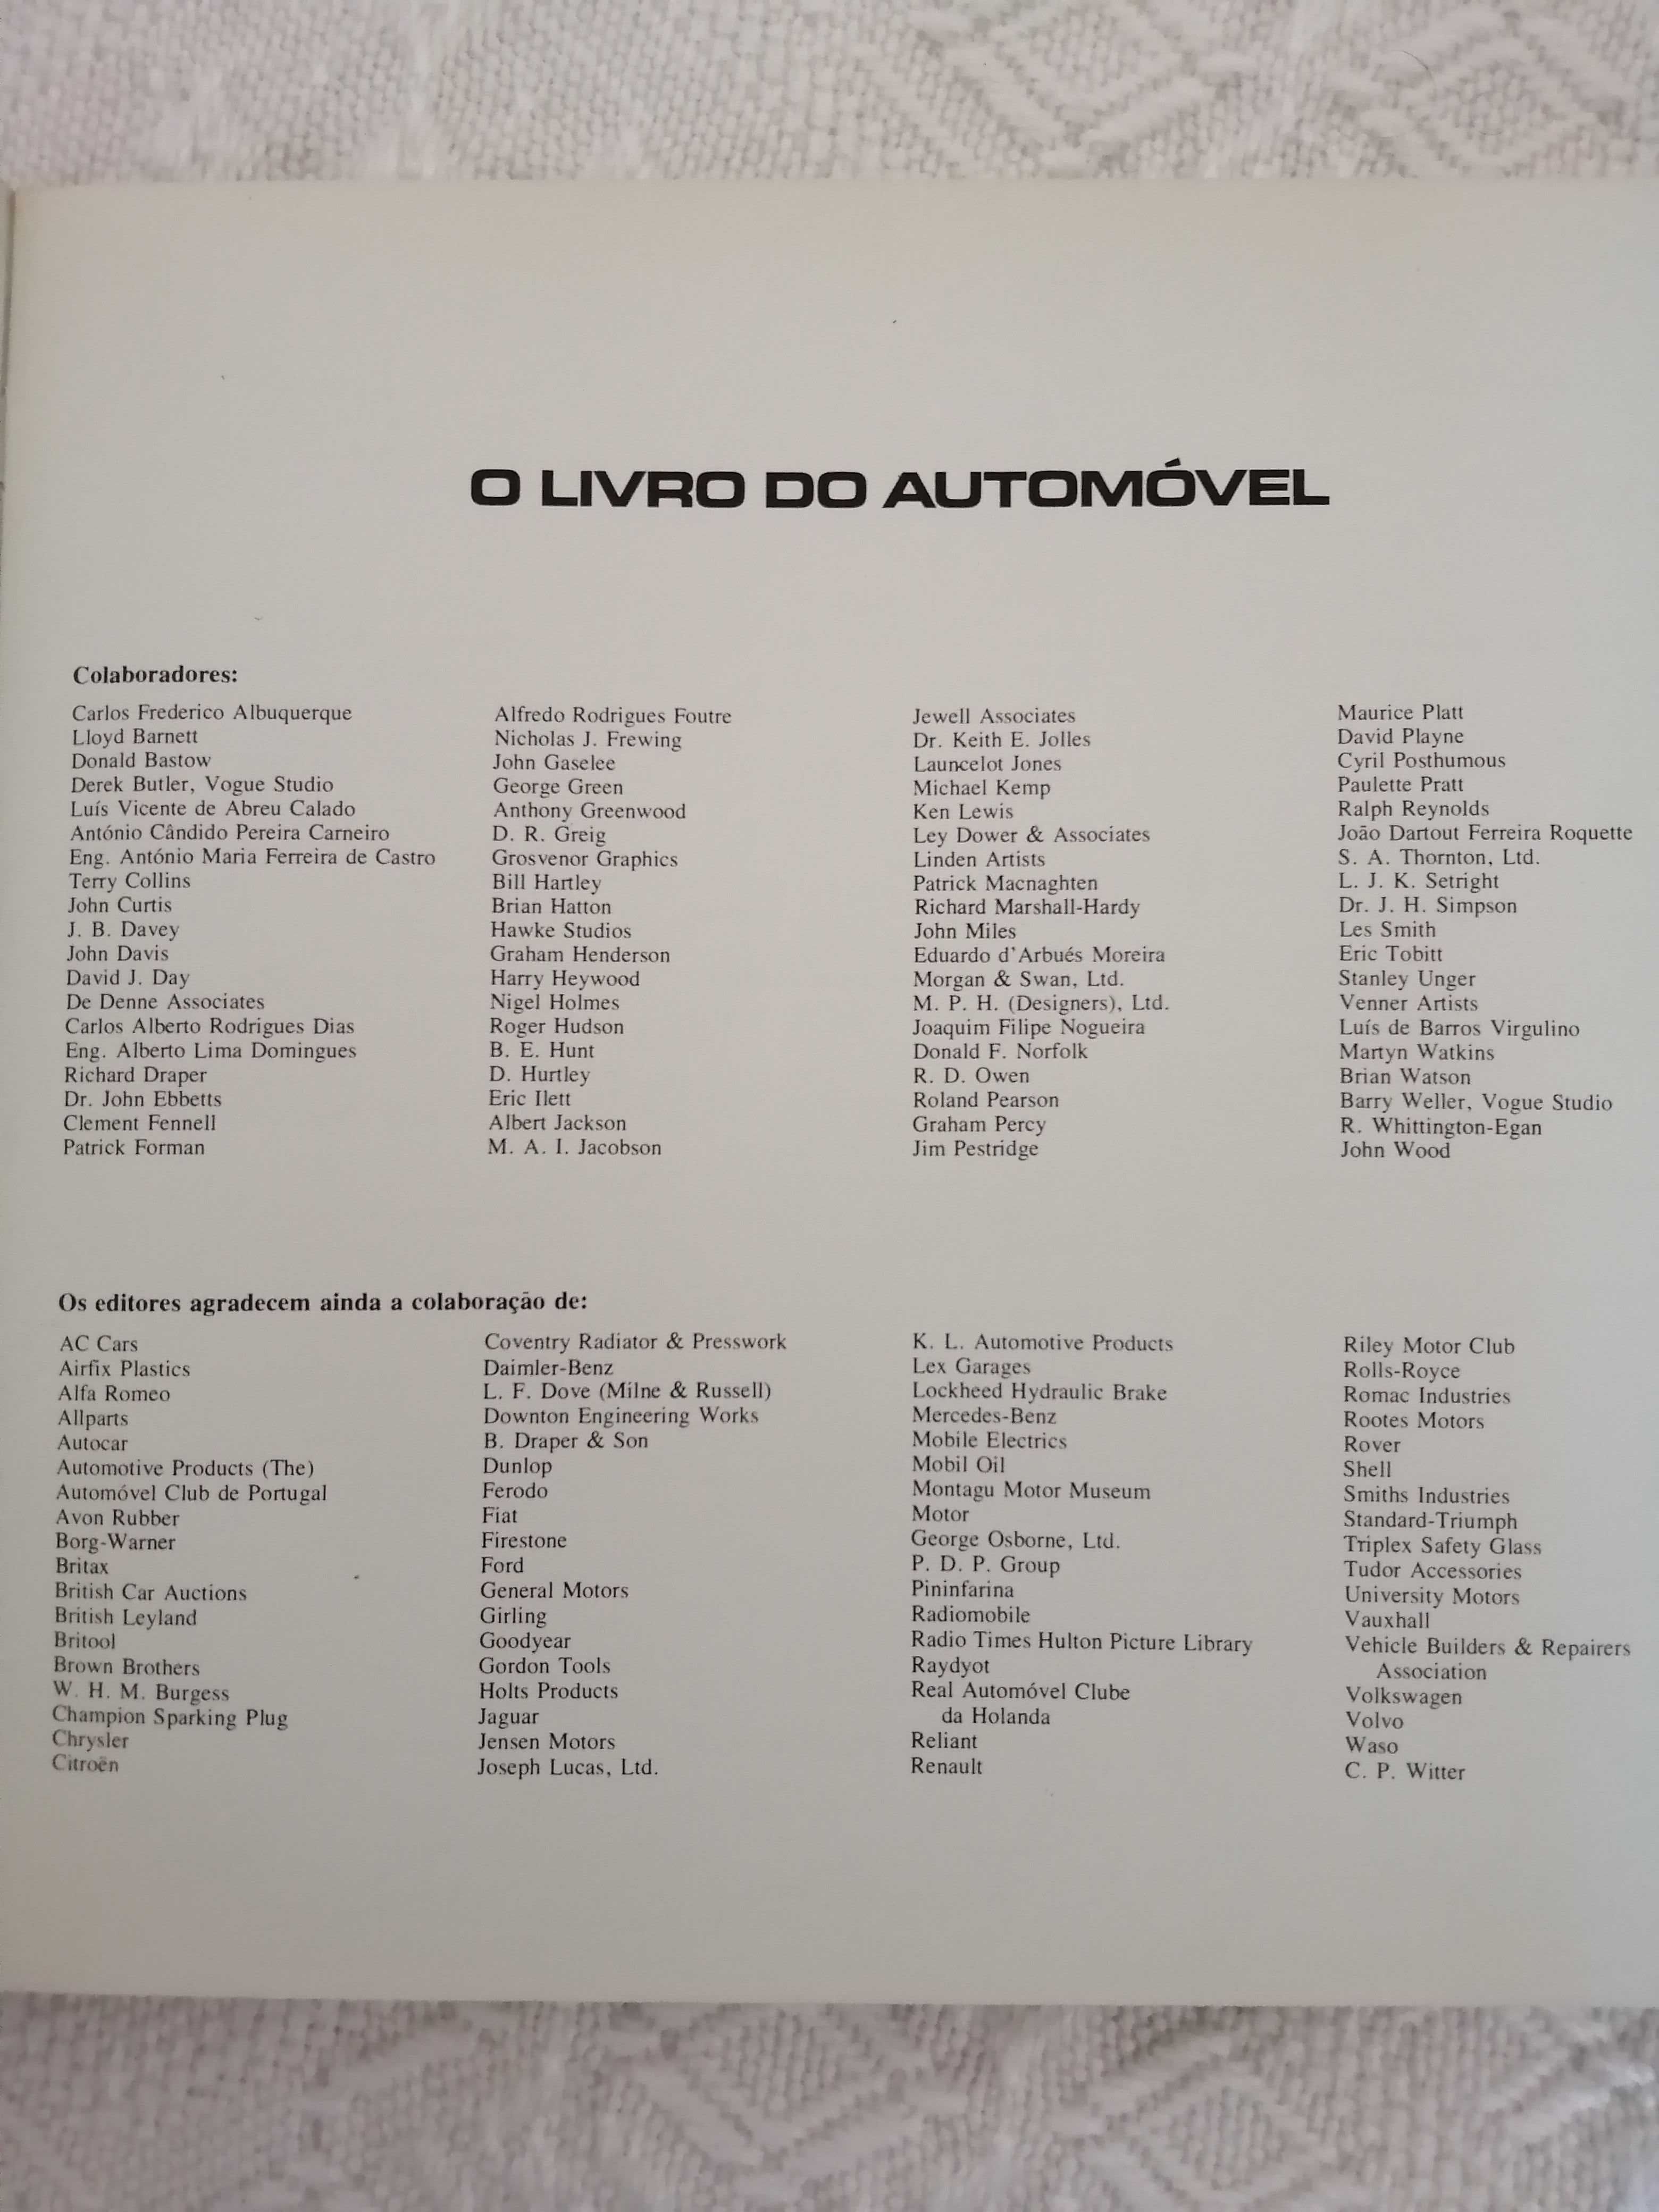 O LIVRO DO AUTOMÓVEL
Colaboradores:
Carlos Frederico Albuquerque
Lloyd Barnett
Donald Bastow
Derek Butler, Vogue Studio
Luís Vicente de Abreu Calado
António Cândido Pereira Carneiro
Eng. António Maria Ferreira de Castro
Terry Collins
John Curtis
J. B. Davey
John Davis
David J. Day
De Denne Associates
Carlos Alberto Rodrigues Dias
Eng. Alberto Lima Domingues
Richard Draper
Dr. John Ebbetts
Clement Fennell
Patrick Forman
Alfredo Rodrigues Foutre
Nicholas J. Frewing
John Gaselee
George Green
Anthony Greenwood
D. R. Greig
Grosvenor Graphics
Bill Hartley
Brian Hatton
Hawke Studios
Graham Henderson
Harry Heywood
Nigel Holmes
Roger Hudson
B. E. Hunt
D. Hurtley
Eric Ilett
Albert Jackson
M. A. I. Jacobson
Jewell Associates
Dr. Keith E. Jolles
Launcelot Jones
Michael Kemp
Ken Lewis
Ley Dower & Associates
Linden Artists
Patrick Macnaghten
Richard Marshall-Hardy
John Miles
Eduardo d'Arbués Moreira
Morgan & Swan, Ltd.
M. P. H. (Designers), Ltd.
Joaquim Filipe Nogueira
Donald F. Norfolk
R. D. Owen
Roland Pearson
Graham Percy
Jim Pestridge
Maurice Platt
David Playne
Cyril Posthumous
Paulette Pratt
Ralph Reynolds
João Dartout Ferreira Roquette
S. A. Thornton, Ltd.
L. J. K. Setright
Dr. J. H. Simpson
Les Smith
Eric Tobitt
Stanley Unger
Venner Artists
Luís de Barros Virgulino
Martyn Watkins
Brian Watson
Barry Weller, Vogue Studio
R. Whittington-Egan
John Wood
Os editores agradecem ainda a colaboração de:
AC Cars
Airfix Plastics
Alfa Romeo
Allparts
Autocar
Automotive Products (The)
Automóvel Club de Portugal
Avon Rubber
Borg-Warner
Britax
British Car Auctions
British Leyland
Britool
Brown Brothers
W. H. M. Burgess
Champion Sparking Plug
Chrysler
Citroën
Coventry Radiator & Presswork
Daimler-Benz
L. F. Dove (Milne & Russell)
Downton Engineering Works
B. Draper & Son
Dunlop
Ferodo
Fiat
Firestone
Ford
General Motors
Girling
Goodyear
Gordon Tools
Holts Products
Jaguar
Jensen Motors
Joseph Lucas, Ltd.
K. L. Automotive Products
Lex Garages
Lockheed Hydraulic Brake
Mercedes-Benz
Mobile Electrics
Mobil Oil
Montagu Motor Museum
Motor
George Osborne, Ltd.
P. D. P. Group
Pininfarina
Radiomobile
Radio Times Hulton Picture Library
Raydyot
Real Automóvel Clube
da Holanda
Reliant
Renault
Riley Motor Club
Rolls-Royce
Romac Industries
Rootes Motors
Rover
Shell
Smiths Industries
Standard-Triumph
Triplex Safety Glass
Tudor Accessories
University Motors
Vauxhall
Vehicle Builders & Repairers
Association
Volkswagen
Volvo
Waso
C. P. Witter